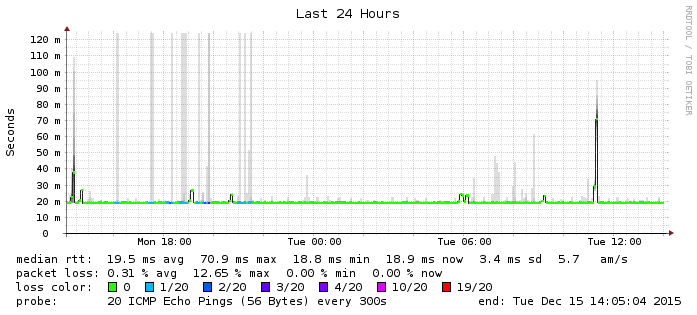 Last 24 Hours
RRDTOOL / TOBI OETIKER
Seconds
120 m
110 m
100 m
90 m
80 m
70 m
60 m
50 m
40 m
30 m
20 m
10 m
0
Mon 18:00 Tue 00:00 Tue 06:00 Tue 12:00
median rtt: 19.5 ms avg 70.9 ms max 18.8 ms min 18.9 ms now 3.4 ms sd 5.7 am/s
packet loss: 0.31 % avg 12.65 % max 0.00 % min 0.00 % now
loss color: 0 1/20 2/20 3/20 4/20 10/20 19/20
probe: 20 ICMP Echo Pings (56 Bytes) every 300s end: Tue Dec 15 14:05:04 2015